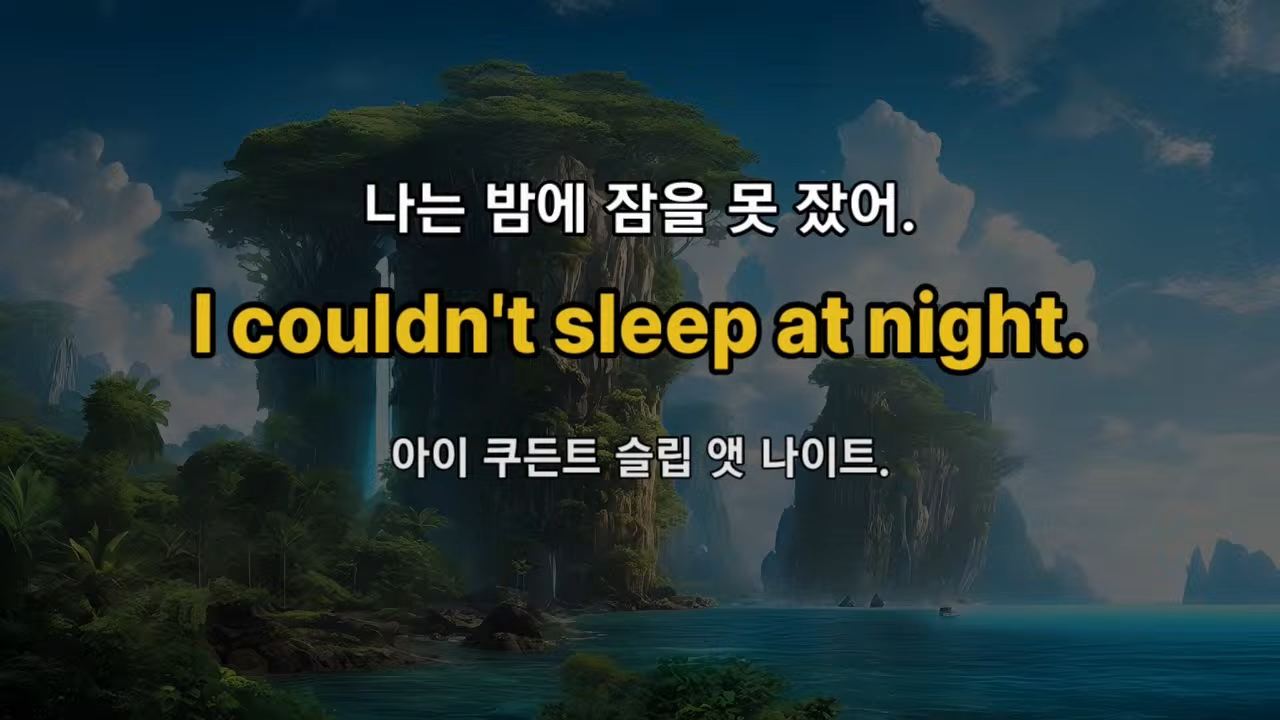 나는 밤에 잠을 못 잤어.
I couldn't sleep at night.
아이 쿠든트 슬립 앳 나이트.